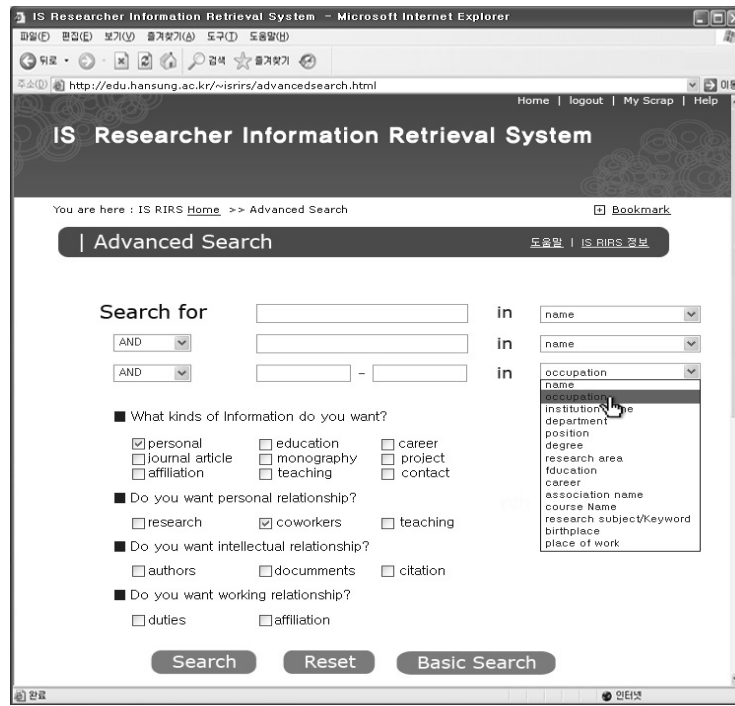 IS Researcher Information Retrieval System - Microsoft Internet Explorer
파일(F) 편집(E) 보기(V) 즐겨찾기(A) 도구(T) 도움말(H)
뒤로 검색 즐겨찾기
주소(D) http://edu.hansung.ac.kr/~isrirs/advancedsearch.html
Home | logout | My Scrap | Help
IS Researcher Information Retrieval System
You are here : IS RIRS Home >> Advanced Search + Bookmark
| Advanced Search 도움말 | IS RIRS 정보
Search for in name
AND in name
AND - in occupation
name
occupation
institution
department
position
degree
research area
fducation
career
association name
course Name
research subject/Keyword
birthplace
place of work
What kinds of Information do you want?
personal education career
journal article monography project
affiliation teaching contact
Do you want personal relationship?
research coworkers teaching
Do you want intellectual relationship?
authors documments citation
Do you want working relationship?
duties affiliation
Search Reset Basic Search
완료 인터넷